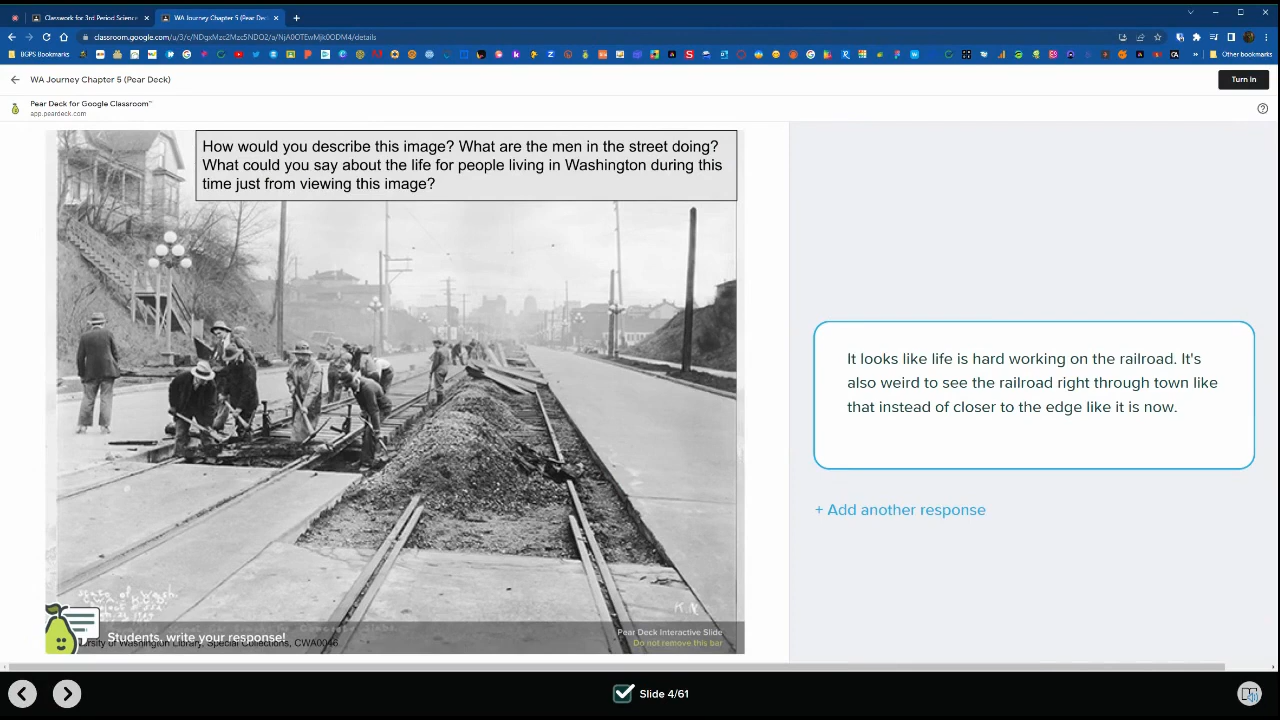 Classwork for 3rd Period Science
WA Journey Chapter 5 (Pear Dec
classroom.google.com/u/3/c/NDgxMzc2Mzc5NDQ2/a/NjA0OTEwMjk0ODM4/details
BGPS Bookmarks
Other bookmarks
WA Journey Chapter 5 (Pear Deck)
Turn in
Pear Deck for Google Classroom™
app.peardeck.com
How would you describe this image? What are the men in the street doing?
What could you say about the life for people living in Washington during this
time just from viewing this image?
It looks like life is hard working on the railroad. It's
also weird to see the railroad right through town like
that instead of closer to the edge like it is now.
+ Add another response
State of Wash.
K.N
Students, write your response!
Pear Deck Interactive Slide
Do not remove this bar
ersity of Washington Library, Special Collections, CWA0046
Slide 4/61